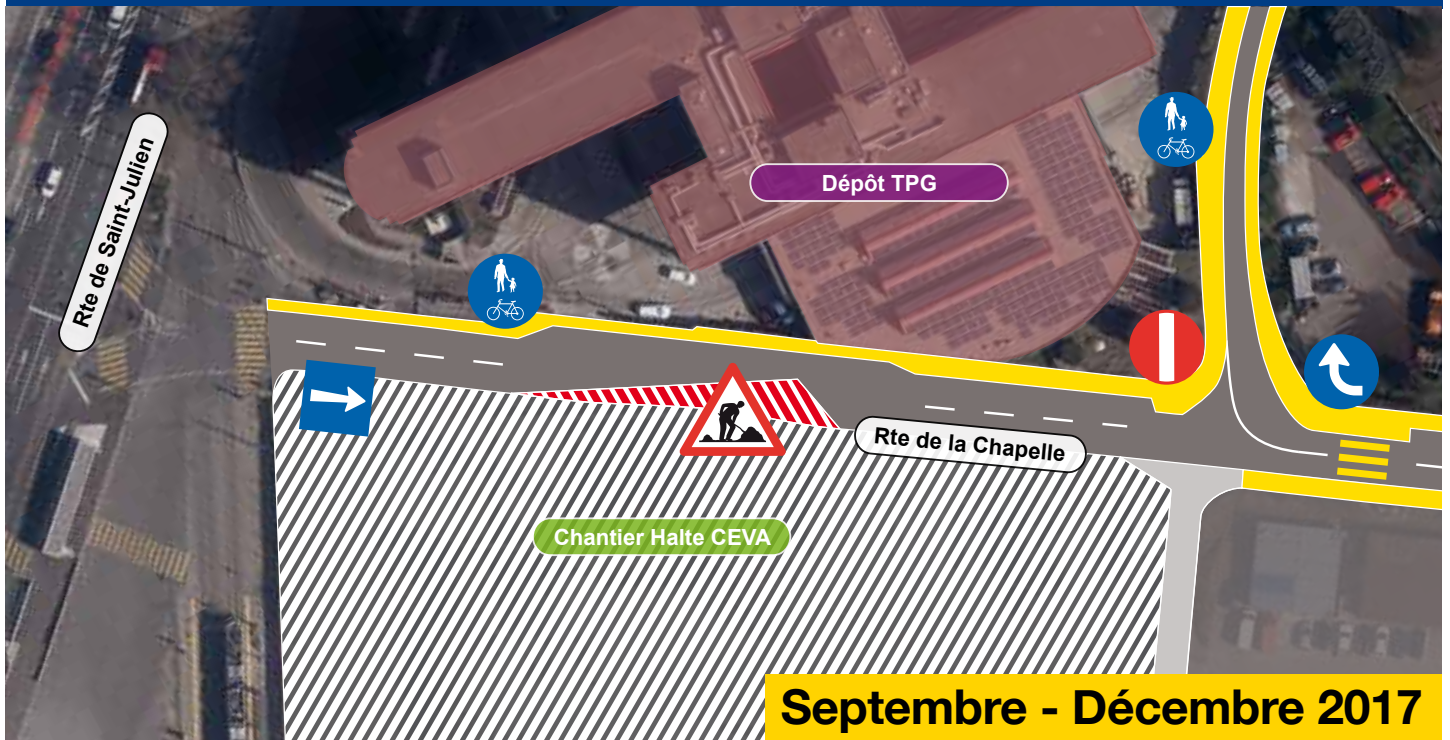 Rte de Saint-Julien
Dépôt TPG
Rte de la Chapelle
Chantier Halte CEVA
Septembre - Décembre 2017